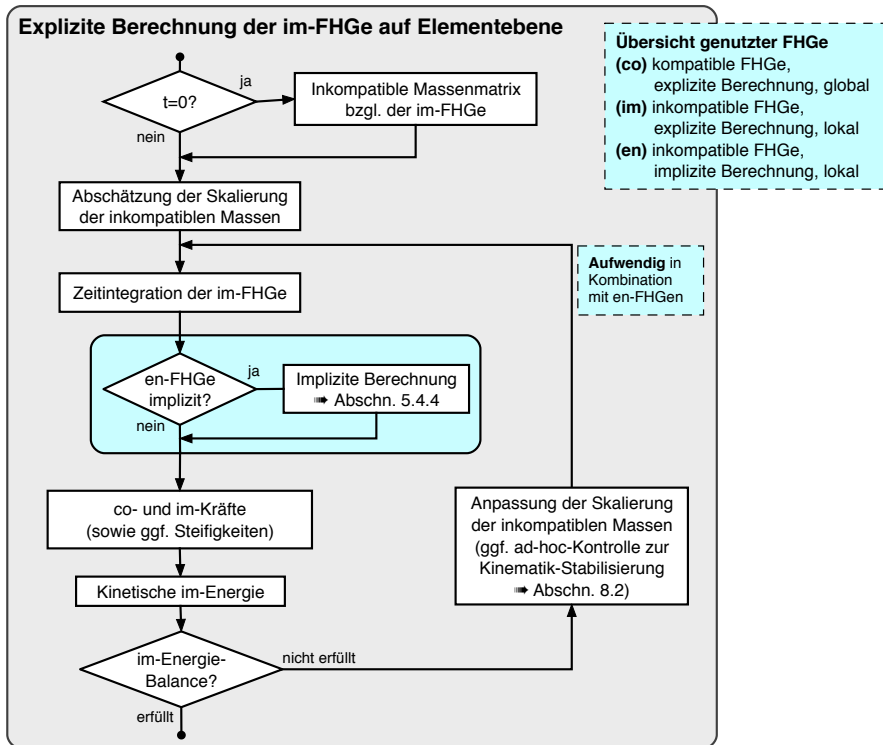 Explizite Berechnung der im-FHGe auf Elementebene
Übersicht genutzter FHGe
(co) kompatible FHGe,
explizite Berechnung, global
(im) inkompatible FHGe,
explizite Berechnung, lokal
(en) inkompatible FHGe,
implizite Berechnung, lokal
t=0?
ja
nein
Inkompatible Massenmatrix
bzgl. der im-FHGe
Abschätzung der Skalierung
der inkompatiblen Massen
Aufwendig in
Kombination
mit en-FHGen
Zeitintegration der im-FHGe
en-FHGe
implizit?
ja
nein
Implizite Berechnung
➠ Abschn. 5.4.4
co- und im-Kräfte
(sowie ggf. Steifigkeiten)
Anpassung der Skalierung
der inkompatiblen Massen
(ggf. ad-hoc-Kontrolle zur
Kinematik-Stabilisierung
➠ Abschn. 8.2)
Kinetische im-Energie
im-Energie-
Balance?
nicht erfüllt
erfüllt